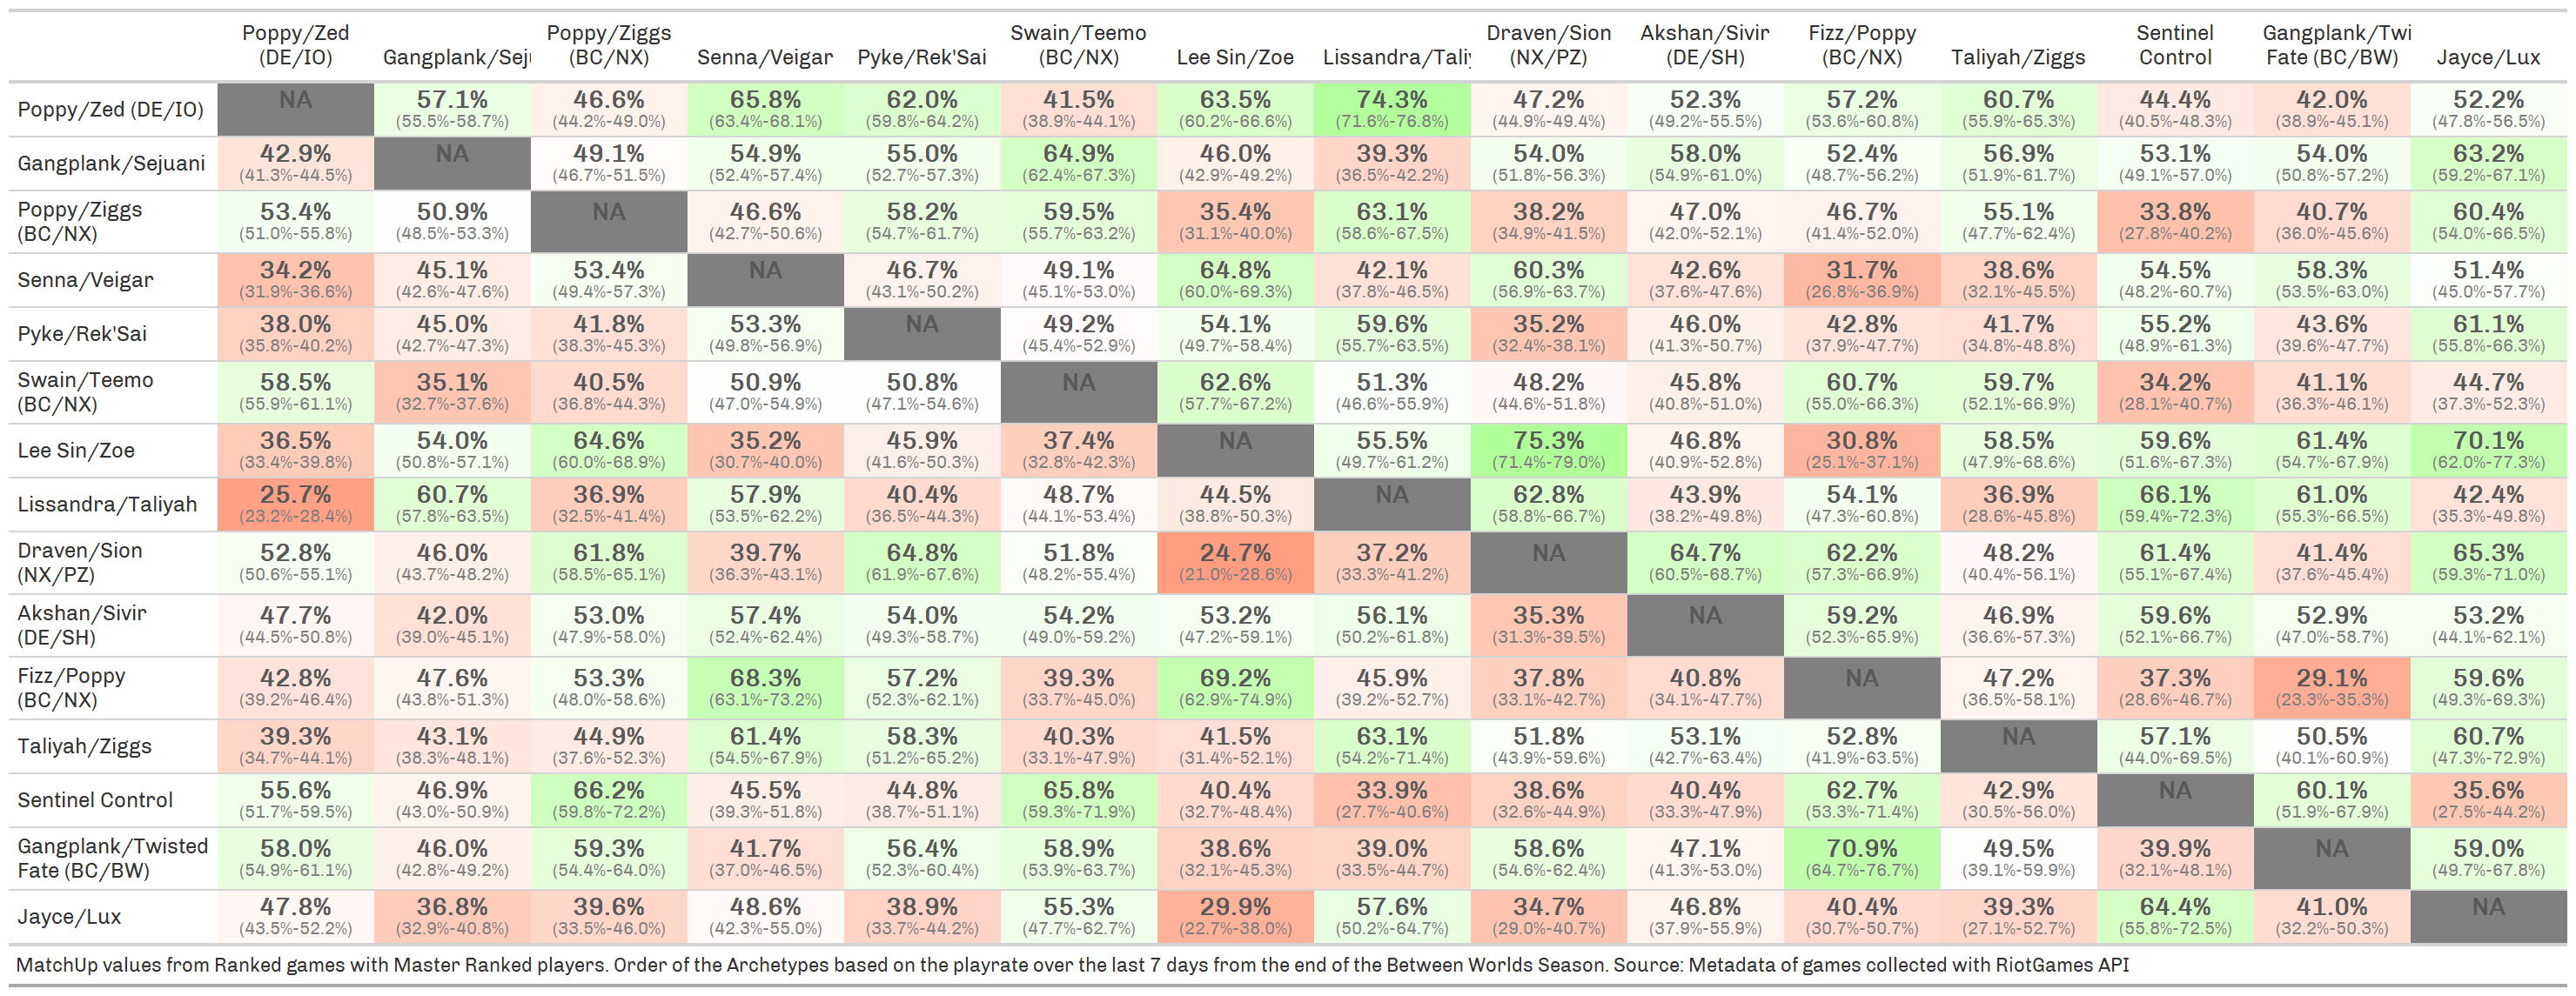 Poppy/Zed (DE/IO) Gangplank/Seju Poppy/Ziggs (BC/NX) Senna/Veigar Pyke/Rek'Sai Swain/Teemo (BC/NX) Lee Sin/Zoe Lissandra/Taliy Draven/Sion (NX/PZ) Akshan/Sivir (DE/SH) Fizz/Poppy (BC/NX) Taliyah/Ziggs Sentinel Control Gangplank/Twi Fate (BC/BW) Jayce/Lux
Poppy/Zed (DE/IO) NA 57.1% 46.6% 65.8% 62.0% 41.5% 63.5% 74.3% 47.2% 52.3% 57.2% 60.7% 44.4% 42.0% 52.2%
(55.5%-58.7%) (44.2%-49.0%) (63.4%-68.1%) (59.8%-64.2%) (38.9%-44.1%) (60.2%-66.6%) (71.6%-76.8%) (44.9%-49.4%) (49.2%-55.5%) (53.6%-60.8%) (55.9%-65.3%) (40.5%-48.3%) (38.9%-45.1%) (47.8%-56.5%)
Gangplank/Sejuani 42.9% NA 49.1% 54.9% 55.0% 64.9% 46.0% 39.3% 54.0% 58.0% 52.4% 56.9% 53.1% 54.0% 63.2%
(41.3%-44.5%) (46.7%-51.5%) (52.4%-57.4%) (52.7%-57.3%) (62.4%-67.3%) (42.9%-49.2%) (36.5%-42.2%) (51.8%-56.3%) (54.9%-61.0%) (48.7%-56.2%) (51.9%-61.7%) (49.1%-57.0%) (50.8%-57.2%) (59.2%-67.1%)
Poppy/Ziggs (BC/NX) 53.4% 50.9% NA 46.6% 58.2% 59.5% 35.4% 63.1% 38.2% 47.0% 46.7% 55.1% 33.8% 40.7% 60.4%
(51.0%-55.8%) (48.5%-53.3%) (42.7%-50.6%) (54.7%-61.7%) (55.7%-63.2%) (31.1%-40.0%) (58.6%-67.5%) (34.9%-41.5%) (42.0%-52.1%) (41.4%-52.0%) (47.7%-62.4%) (27.8%-40.2%) (36.0%-45.6%) (54.0%-66.5%)
Senna/Veigar 34.2% 45.1% 53.4% NA 46.7% 49.1% 64.8% 42.1% 60.3% 42.6% 31.7% 38.6% 54.5% 58.3% 51.4%
(31.9%-36.6%) (42.6%-47.6%) (49.4%-57.3%) (43.1%-50.2%) (45.1%-53.0%) (60.0%-69.3%) (37.8%-46.5%) (56.9%-63.7%) (37.6%-47.6%) (26.8%-36.9%) (32.1%-45.5%) (48.2%-60.7%) (53.5%-63.0%) (45.0%-57.7%)
Pyke/Rek'Sai 38.0% 45.0% 41.8% 53.3% NA 49.2% 54.1% 59.6% 35.2% 46.0% 42.8% 41.7% 55.2% 43.6% 61.1%
(35.8%-40.2%) (42.7%-47.3%) (38.3%-45.3%) (49.8%-56.9%) (45.4%-52.9%) (49.7%-58.4%) (55.7%-63.5%) (32.4%-38.1%) (41.3%-50.7%) (37.9%-47.7%) (34.8%-48.8%) (48.9%-61.3%) (39.6%-47.7%) (55.8%-66.3%)
Swain/Teemo (BC/NX) 58.5% 35.1% 40.5% 50.9% 50.8% NA 62.6% 51.3% 48.2% 45.8% 60.7% 59.7% 34.2% 41.1% 44.7%
(55.9%-61.1%) (32.7%-37.6%) (36.8%-44.3%) (47.0%-54.9%) (47.1%-54.6%) (57.7%-67.2%) (46.6%-55.9%) (44.6%-51.8%) (40.8%-51.0%) (55.0%-66.3%) (52.1%-66.9%) (28.1%-40.7%) (36.3%-46.1%) (37.3%-52.3%)
Lee Sin/Zoe 36.5% 54.0% 64.6% 35.2% 45.9% 37.4% NA 55.5% 75.3% 46.8% 30.8% 58.5% 59.6% 61.4% 70.1%
(33.4%-39.8%) (50.8%-57.1%) (60.0%-68.9%) (30.7%-40.0%) (41.6%-50.3%) (32.8%-42.3%) (49.7%-61.2%) (71.4%-79.0%) (40.9%-52.8%) (25.1%-37.1%) (47.9%-68.6%) (51.6%-67.3%) (54.7%-67.9%) (62.0%-77.3%)
Lissandra/Taliyah 25.7% 60.7% 36.9% 57.9% 40.4% 48.7% 44.5% NA 62.8% 43.9% 54.1% 36.9% 66.1% 61.0% 42.4%
(23.2%-28.4%) (57.8%-63.5%) (32.5%-41.4%) (53.5%-62.2%) (36.5%-44.3%) (44.1%-53.4%) (38.8%-50.3%) (58.8%-66.7%) (38.2%-49.8%) (47.3%-60.8%) (28.6%-45.8%) (59.4%-72.3%) (55.3%-66.5%) (35.3%-49.8%)
Draven/Sion (NX/PZ) 52.8% 46.0% 61.8% 39.7% 64.8% 51.8% 24.7% 37.2% NA 64.7% 62.2% 48.2% 61.4% 41.4% 65.3%
(50.6%-55.1%) (43.7%-48.2%) (58.5%-65.1%) (36.3%-43.1%) (61.9%-67.6%) (48.2%-55.4%) (21.0%-28.6%) (33.3%-41.2%) (60.5%-68.7%) (57.3%-66.9%) (40.4%-56.1%) (55.1%-67.4%) (37.6%-45.4%) (59.3%-71.0%)
Akshan/Sivir (DE/SH) 47.7% 42.0% 53.0% 57.4% 54.0% 54.2% 53.2% 56.1% 35.3% NA 59.2% 46.9% 59.6% 52.9% 53.2%
(44.5%-50.8%) (39.0%-45.1%) (47.9%-58.0%) (52.4%-62.4%) (49.3%-58.7%) (49.0%-59.2%) (47.2%-59.1%) (50.2%-61.8%) (31.3%-39.5%) (52.3%-65.9%) (36.6%-57.3%) (52.1%-66.7%) (47.0%-58.7%) (44.1%-62.1%)
Fizz/Poppy (BC/NX) 42.8% 47.6% 53.3% 68.3% 57.2% 39.3% 69.2% 45.9% 37.8% 40.8% NA 47.2% 37.3% 29.1% 59.6%
(39.2%-46.4%) (43.8%-51.3%) (48.0%-58.6%) (63.1%-73.2%) (52.3%-62.1%) (33.7%-45.0%) (62.9%-74.9%) (39.2%-52.7%) (33.1%-42.7%) (34.1%-47.7%) (36.5%-58.1%) (28.6%-46.7%) (23.3%-35.3%) (49.3%-69.3%)
Taliyah/Ziggs 39.3% 43.1% 44.9% 61.4% 58.3% 40.3% 41.5% 63.1% 51.8% 53.1% 52.8% NA 57.1% 50.5% 60.7%
(34.7%-44.1%) (38.3%-48.1%) (37.6%-52.3%) (54.5%-67.9%) (51.2%-65.2%) (33.1%-47.9%) (31.4%-52.1%) (54.2%-71.4%) (43.9%-59.6%) (42.7%-63.4%) (41.9%-63.5%) (44.0%-69.5%) (40.1%-60.9%) (47.3%-72.9%)
Sentinel Control 55.6% 46.9% 66.2% 45.5% 44.8% 65.8% 40.4% 33.9% 38.6% 40.4% 62.7% 42.9% NA 60.1% 35.6%
(51.7%-59.5%) (43.0%-50.9%) (59.8%-72.2%) (39.3%-51.8%) (38.7%-51.1%) (59.3%-71.9%) (32.7%-48.4%) (27.7%-40.6%) (32.6%-44.9%) (33.3%-47.9%) (53.3%-71.4%) (30.5%-56.0%) (51.9%-67.9%) (27.5%-44.2%)
Gangplank/Twisted Fate (BC/BW) 58.0% 46.0% 59.3% 41.7% 56.4% 58.9% 38.6% 39.0% 58.6% 47.1% 70.9% 49.5% 39.9% NA 59.0%
(54.9%-61.1%) (42.8%-49.2%) (54.4%-64.0%) (37.0%-46.5%) (52.3%-60.4%) (53.9%-63.7%) (32.1%-45.3%) (33.5%-44.7%) (54.6%-62.4%) (41.3%-53.0%) (64.7%-76.7%) (39.1%-59.9%) (32.1%-48.1%) (49.7%-67.8%)
Jayce/Lux 47.8% 36.8% 39.6% 48.6% 38.9% 55.3% 29.9% 57.6% 34.7% 46.8% 40.4% 39.3% 64.4% 41.0% NA
(43.5%-52.2%) (32.9%-40.8%) (33.5%-46.0%) (42.3%-55.0%) (33.7%-44.2%) (47.7%-62.7%) (22.7%-38.0%) (50.2%-64.7%) (29.0%-40.7%) (37.9%-55.9%) (30.7%-50.7%) (27.1%-52.7%) (55.8%-72.5%) (32.2%-50.3%)
MatchUp values from Ranked games with Master Ranked players. Order of the Archetypes based on the playrate over the last 7 days from the end of the Between Worlds Season. Source: Metadata of games collected with RiotGames API